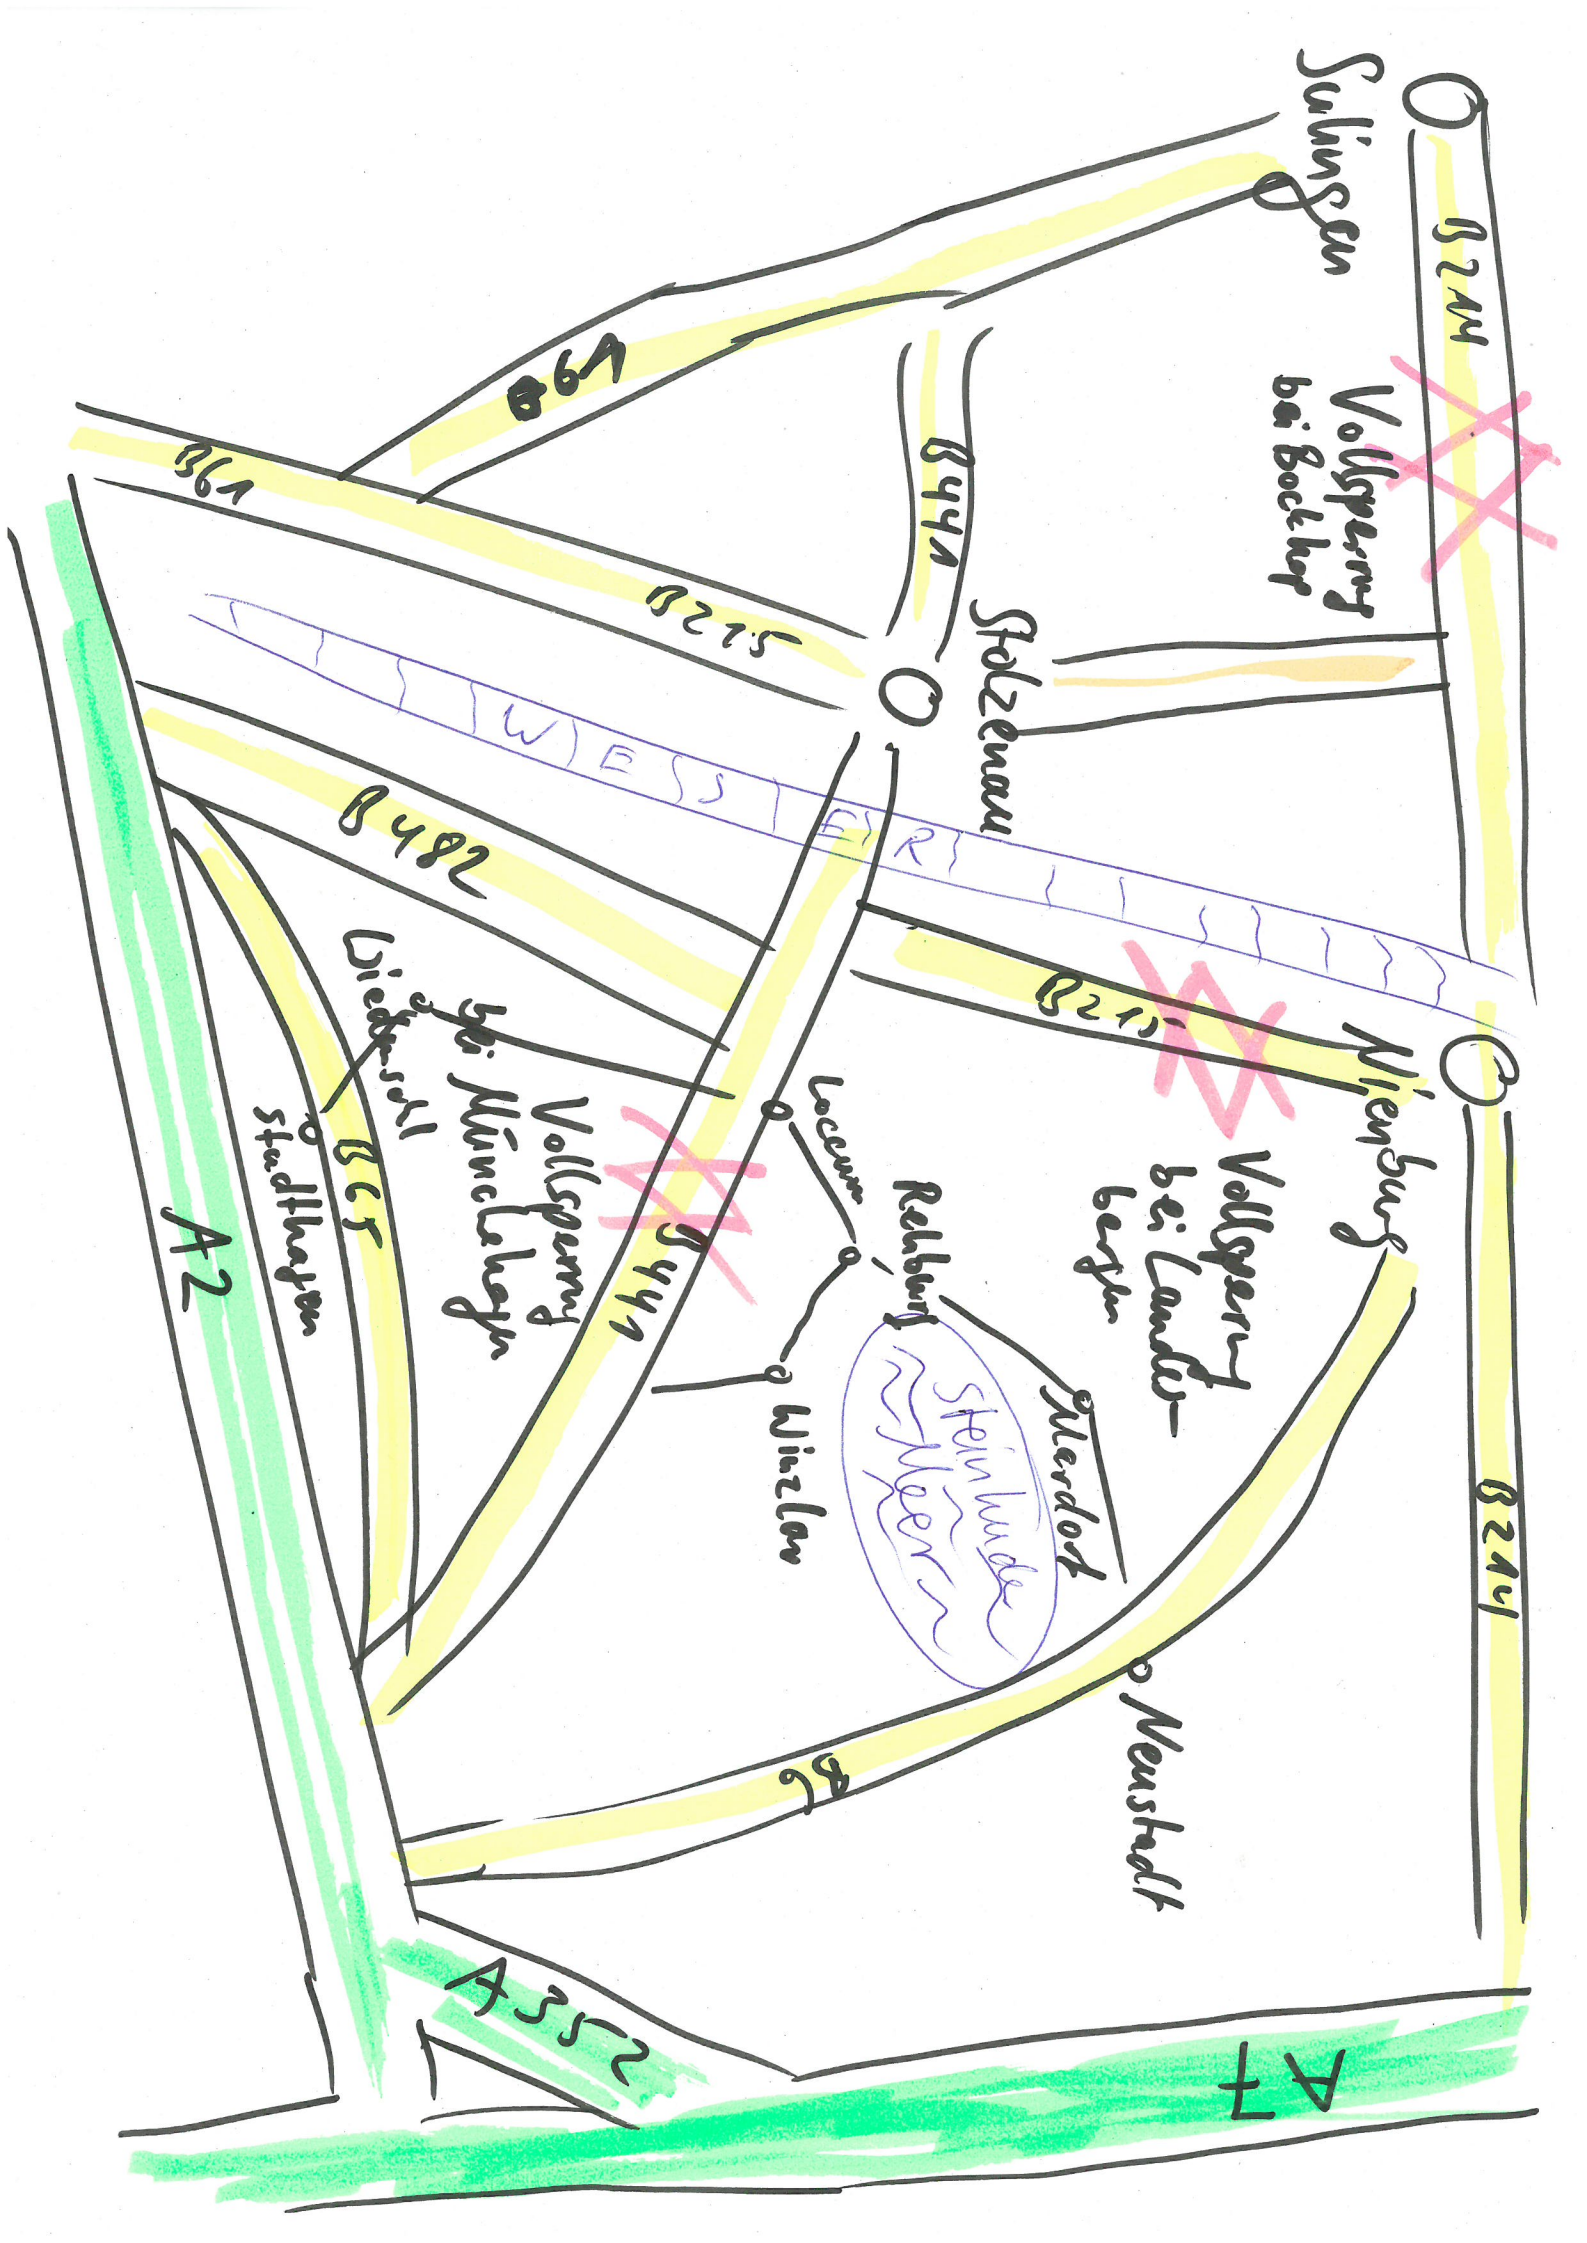 Sulingen
B214
Vollsperrung
bei Bockhop
B61
B441
B61
B215
Stolzenau
WESER
B482
B215
Nienburg
Vollsperrung
bei Landes-
bergen
B214
Loccum
Rehburg
Mardorf
Steinhuder
Meer
Winzlar
Vollsperrung
bei Münchehagen
B441
Wiedensahl
B65
Stadthagen
A2
Neustadt
B6
A352
A7